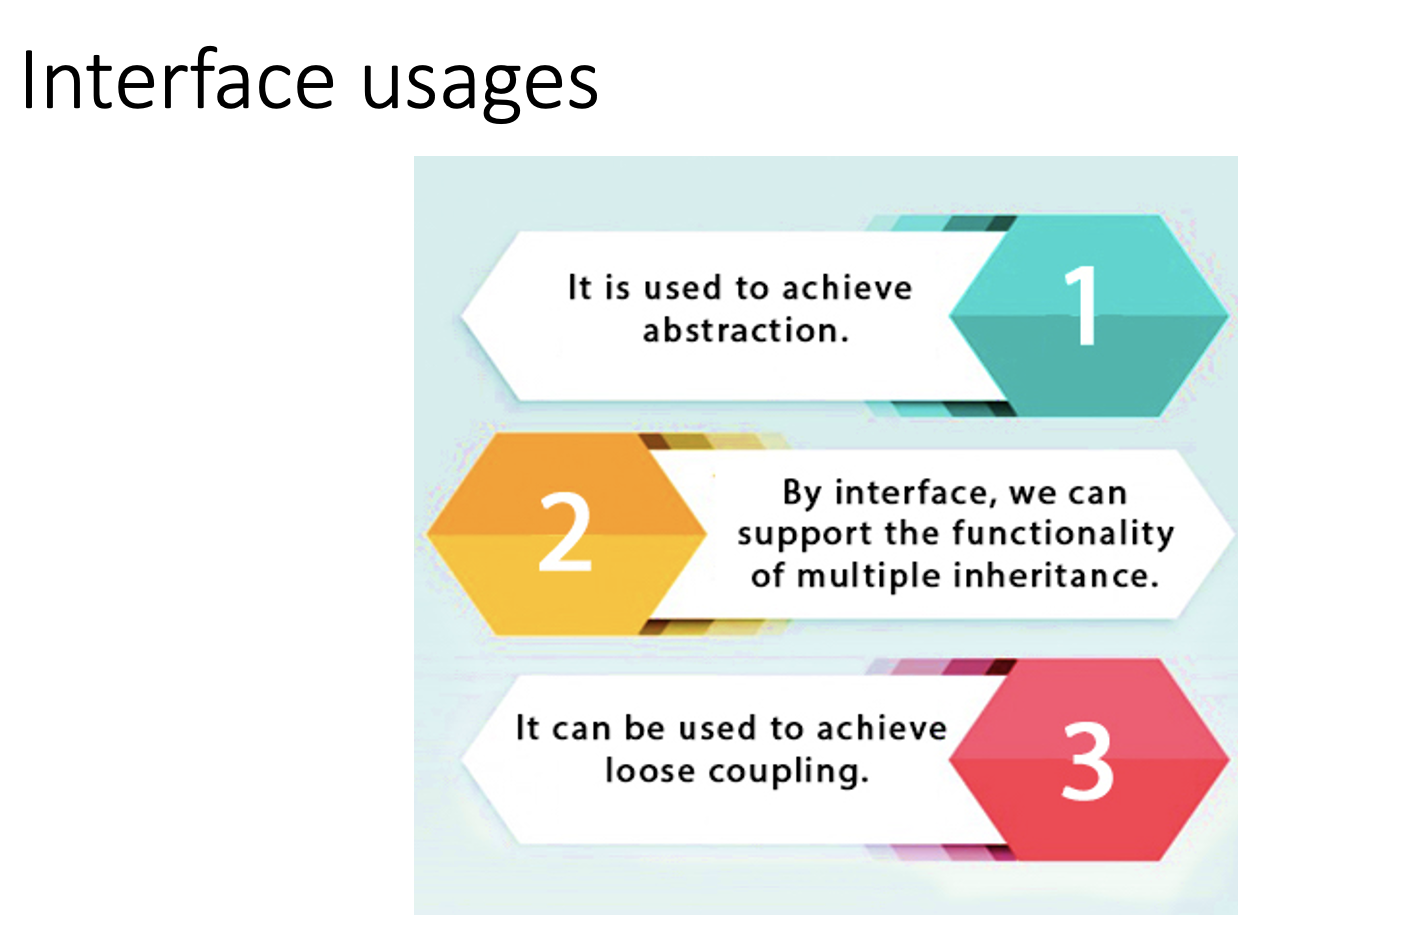 Interface usages
It is used to achieve
abstraction.
1
2
By interface, we can
support the functionality
of multiple inheritance.
It can be used to achieve
loose coupling.
3